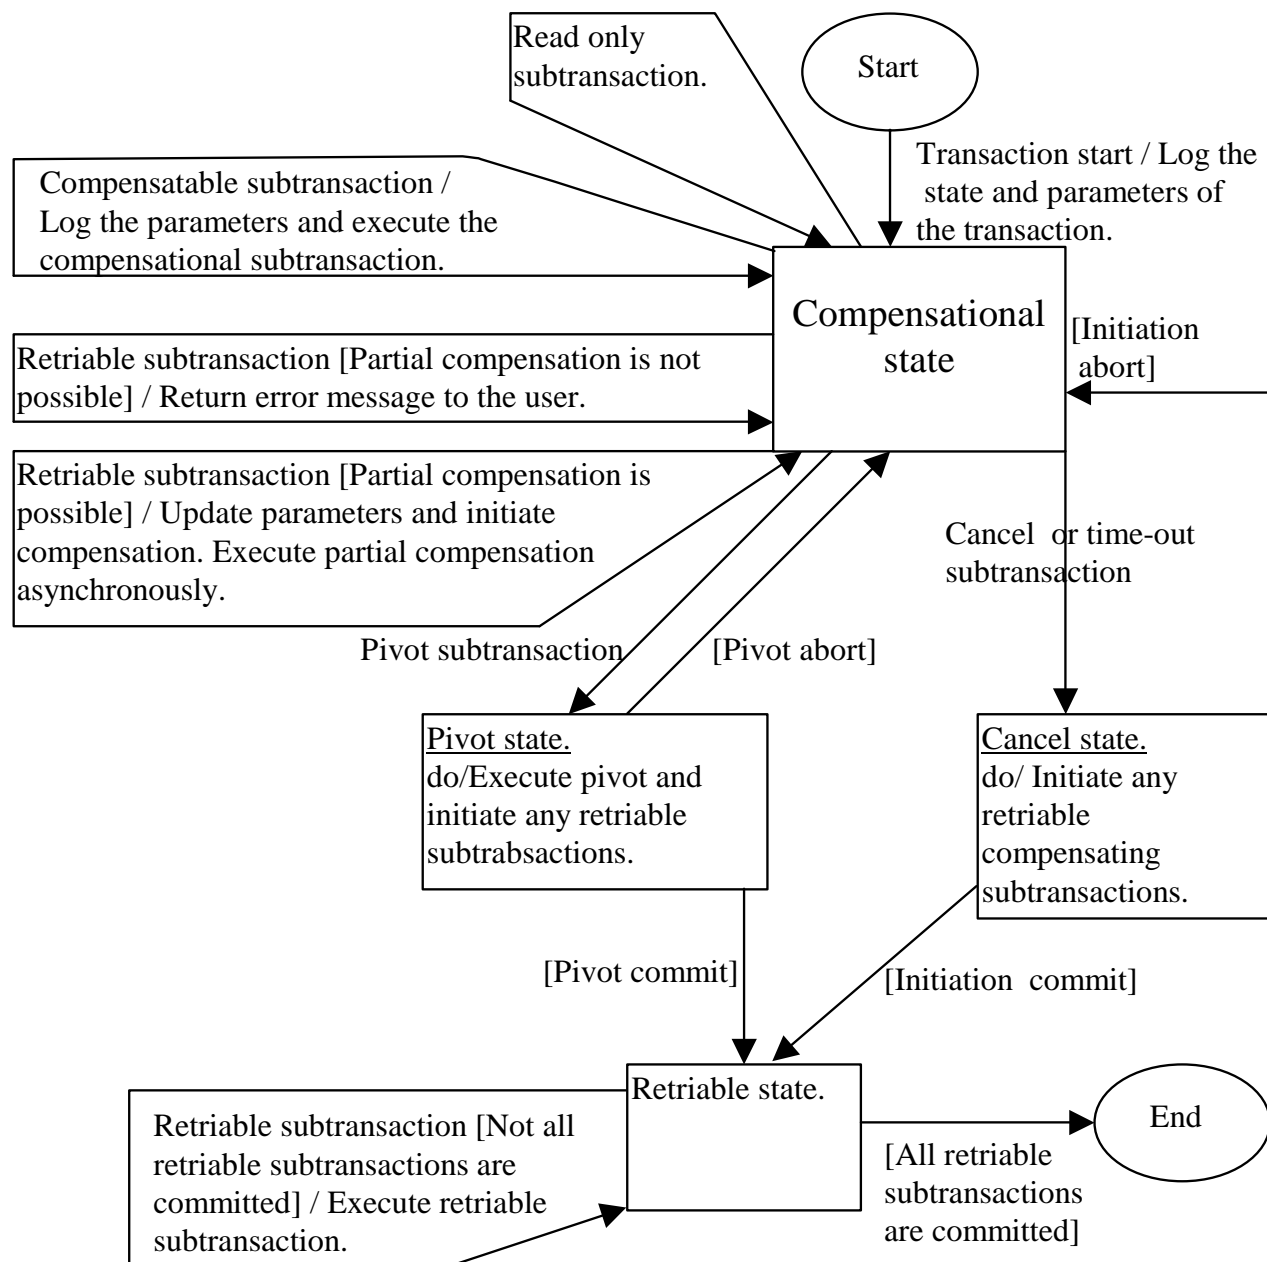 Read only
subtransaction.
Start
Transaction start / Log the
state and parameters of
the transaction.
Compensatable subtransaction /
Log the parameters and execute the
compensational subtransaction.
Compensational
state
[Initiation
abort]
Retriable subtransaction [Partial compensation is not
possible] / Return error message to the user.
Retriable subtransaction [Partial compensation is
possible] / Update parameters and initiate
compensation. Execute partial compensation
asynchronously.
Cancel or time-out
subtransaction
Pivot subtransaction
[Pivot abort]
Pivot state.
do/Execute pivot and
initiate any retriable
subtrabsactions.
Cancel state.
do/ Initiate any
retriable
compensating
subtransactions.
[Pivot commit]
[Initiation commit]
Retriable state.
Retriable subtransaction [Not all
retriable subtransactions are
committed] / Execute retriable
subtransaction.
[All retriable
subtransactions
are committed]
End